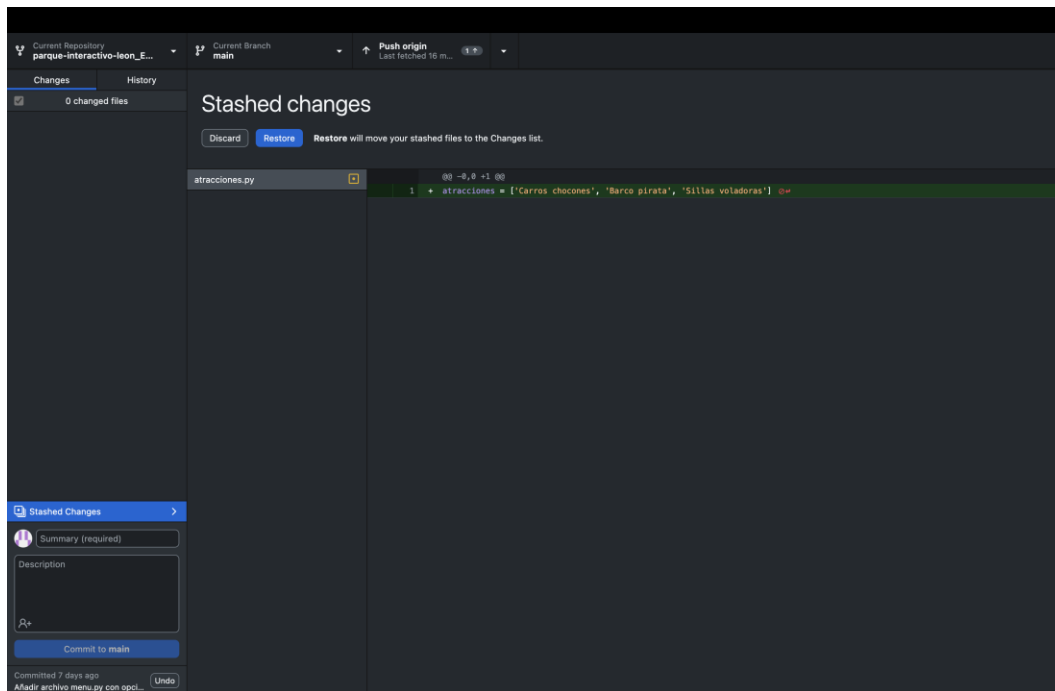 Current Repository
parque-interactivo-leon_E...
Current Branch
main
Push origin
Last fetched 16 m...
1
Changes
History
0 changed files
Stashed changes
Discard
Restore
Restore will move your stashed files to the Changes list.
atracciones.py
@@ -0,0 +1 @@
1 + atracciones = ['Carros chocones', 'Barco pirata', 'Sillas voladoras']
Stashed Changes
Summary (required)
Description
Commit to main
Committed 7 days ago
Añadir archivo menu.py con opci...
Undo